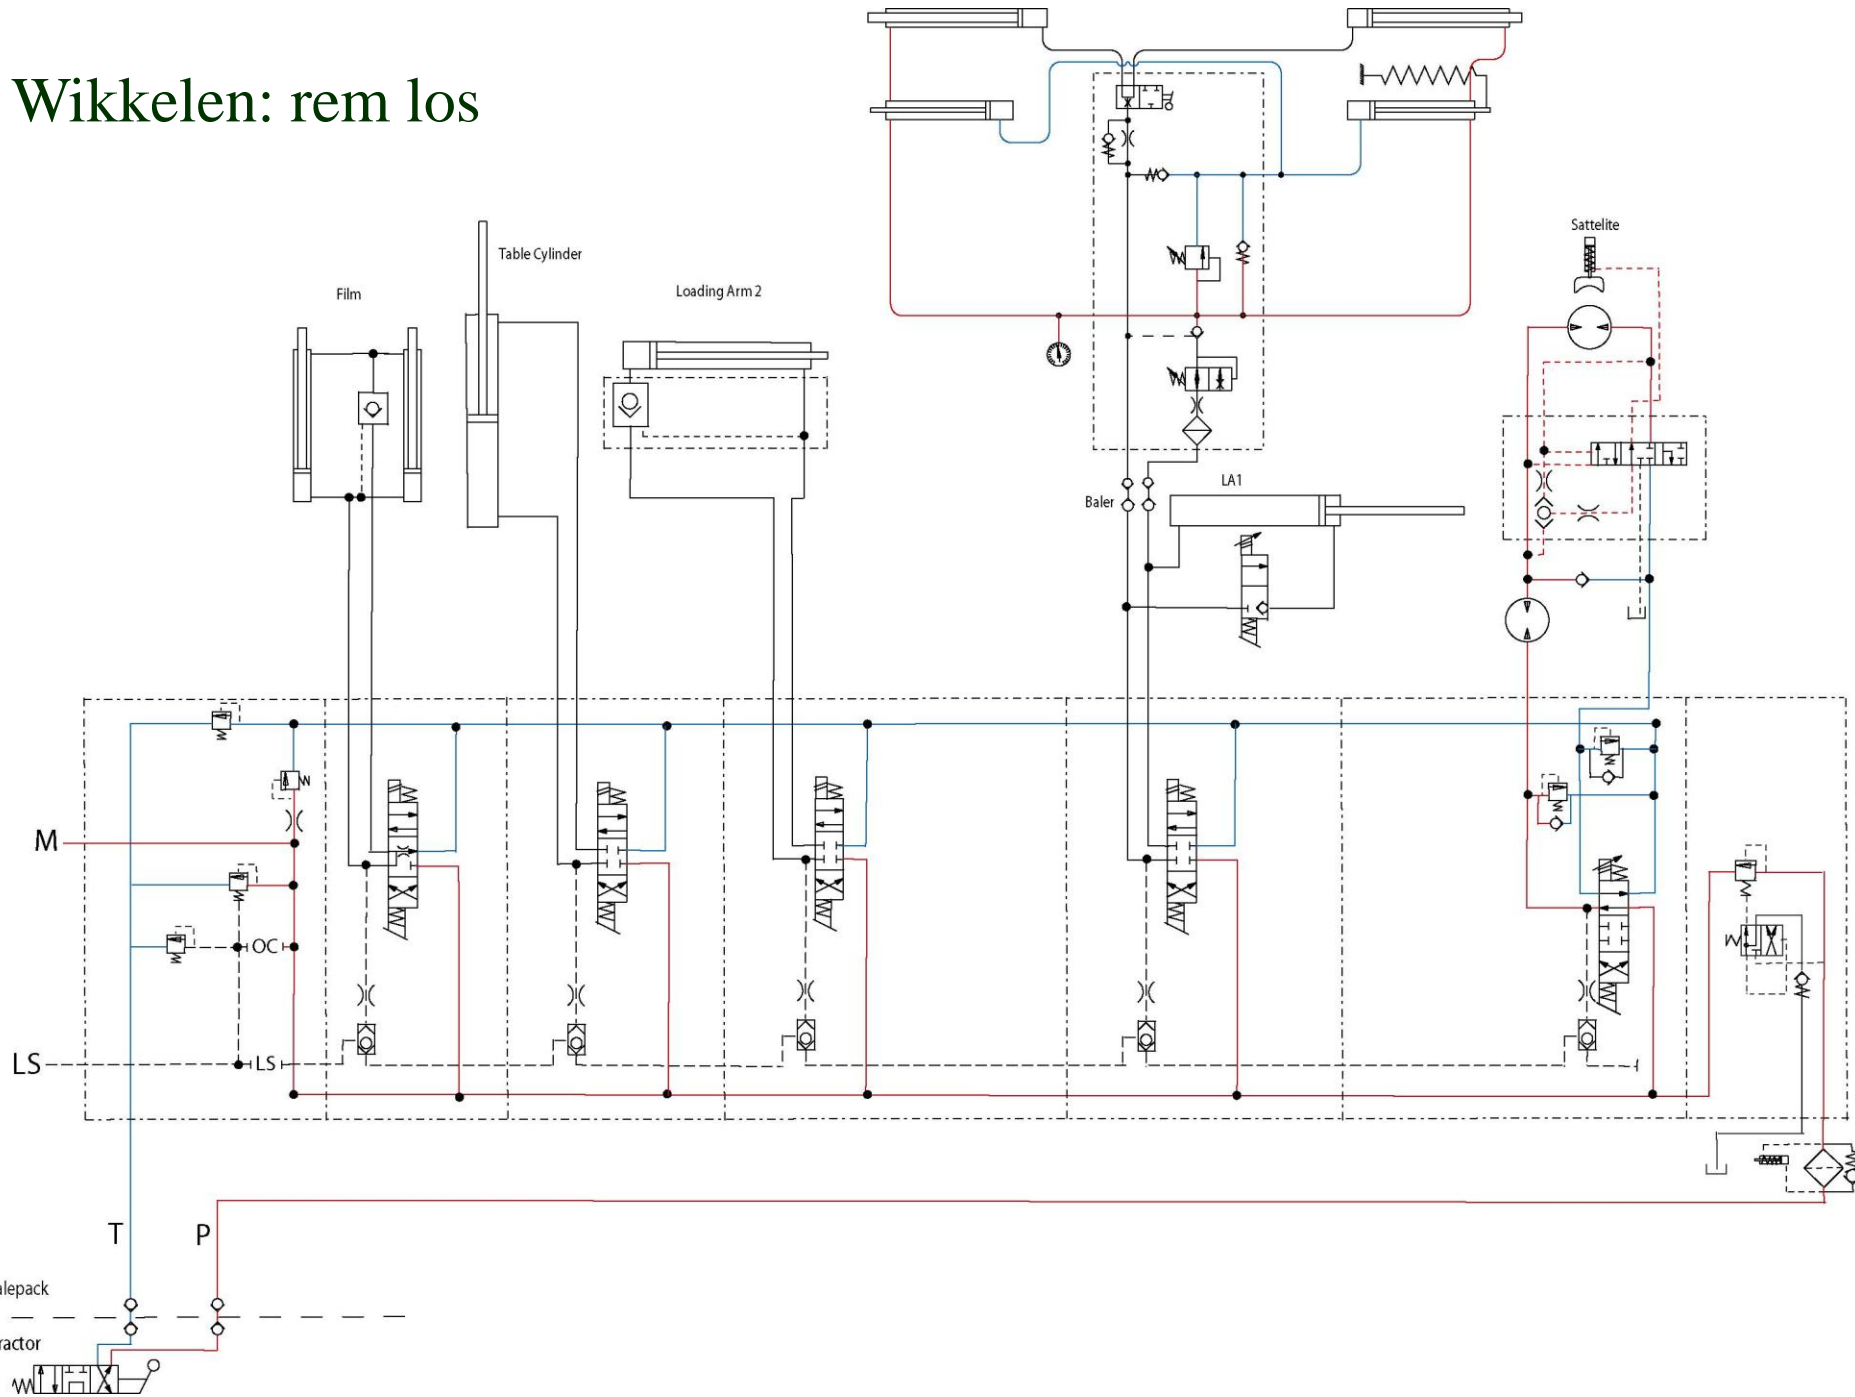 Wikkelen: rem los
Sattelite
Table Cylinder
Film
Loading Arm 2
LA1
Baler
M
OC
LS
LS
T
P
alepack
ractor